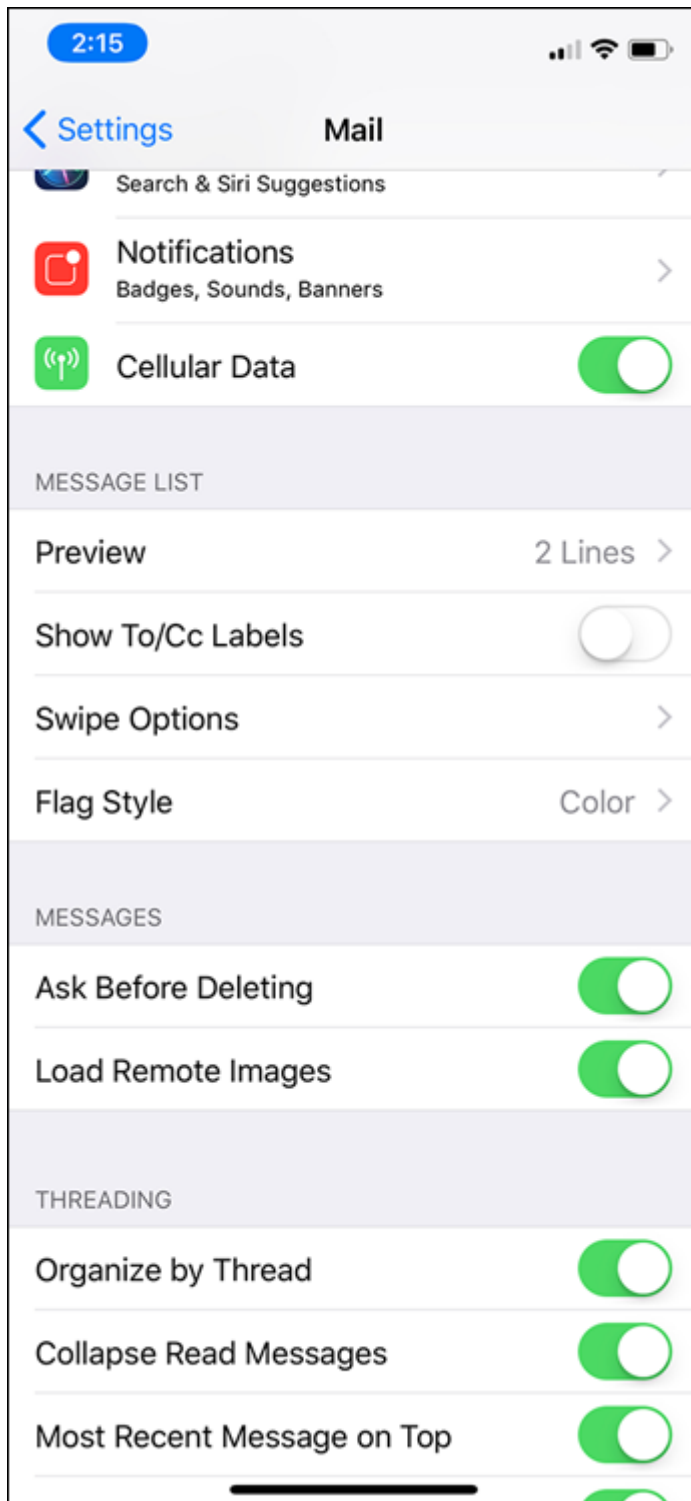 2:15
Settings
Mail
Search & Siri Suggestions
Notifications
Badges, Sounds, Banners
Cellular Data
MESSAGE LIST
Preview
2 Lines
Show To/Cc Labels
Swipe Options
Flag Style
Color
MESSAGES
Ask Before Deleting
Load Remote Images
THREADING
Organize by Thread
Collapse Read Messages
Most Recent Message on Top